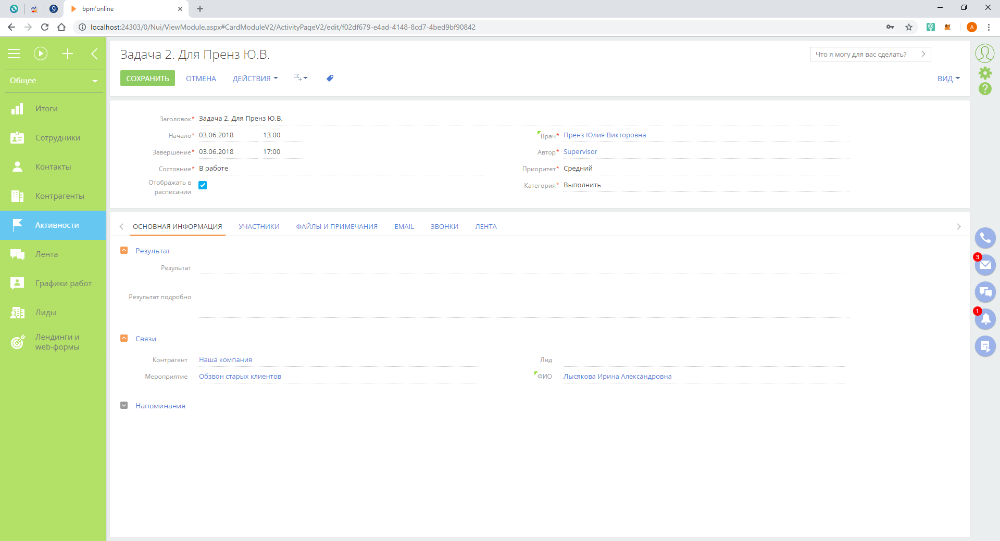 bpm'online
localhost:24303/0/Nui/ViewModule.aspx#CardModuleV2/ActivityPageV2/edit/f02df679-e4ad-4148-8cd7-4bed9bf90842
A
Общее
Итоги
Сотрудники
Контакты
Контрагенты
Активности
Лента
Графики работ
Лиды
Лендинги и
web-формы
Задача 2. Для Пренз Ю.В.
Что я могу для вас сделать?
СОХРАНИТЬ ОТМЕНА ДЕЙСТВИЯ ВИД
Заголовок* Задача 2. Для Пренз Ю.В.
Начало* 03.06.2018 13:00 Врач* Пренз Юлия Викторовна
Завершение* 03.06.2018 17:00 Автор* Supervisor
Состояние* В работе Приоритет* Средний
Отображать в
расписании
Категория* Выполнить
ОСНОВНАЯ ИНФОРМАЦИЯ УЧАСТНИКИ ФАЙЛЫ И ПРИМЕЧАНИЯ EMAIL ЗВОНКИ ЛЕНТА
Результат
Результат
Результат подробно
Связи
Контрагент Наша компания Лид
Мероприятие Обзвон старых клиентов ФИО Лысякова Ирина Александровна
Напоминания
?
3
1